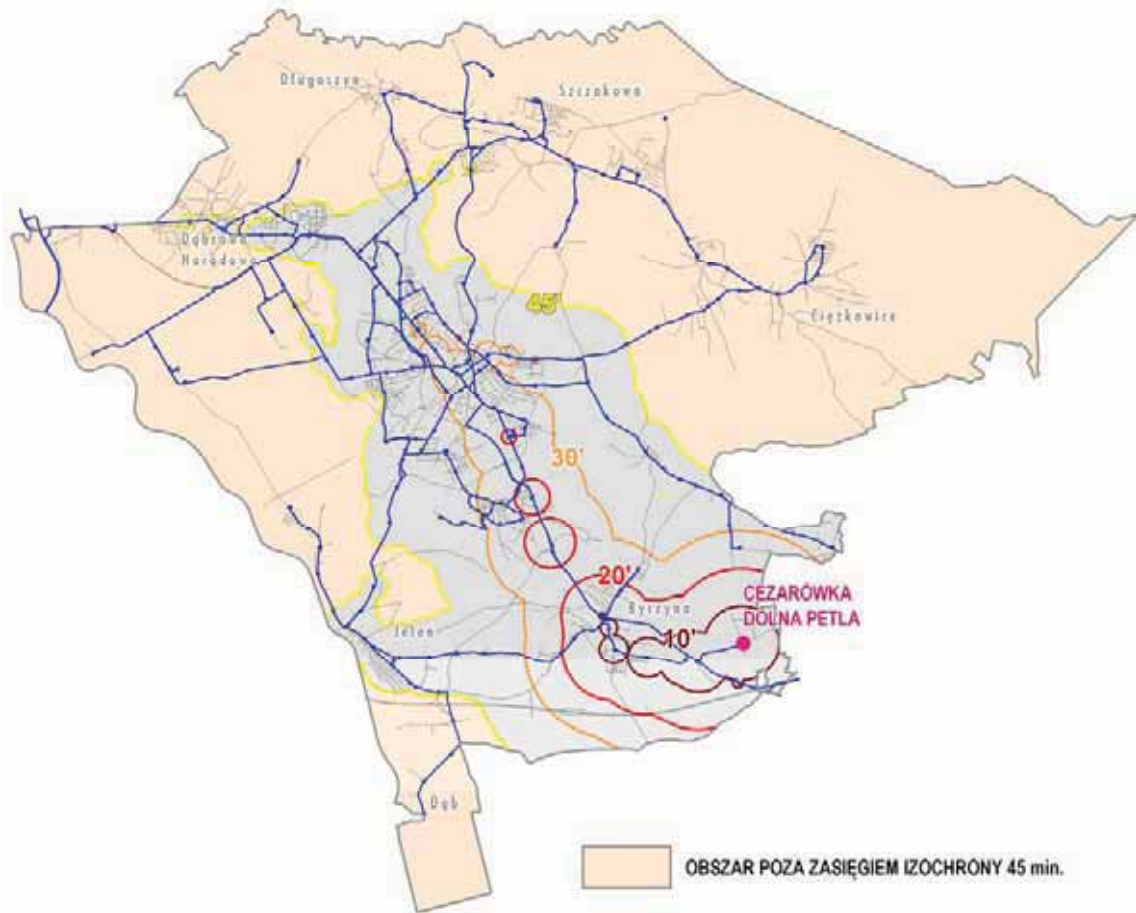 Długoszyn
Szczakowa
Dąbrowa
Narodowa
45'
Ciężkowice
30'
20'
CEZARÓWKA
DOLNA PETLA
Byczyna
10'
Jeleń
Dąb
OBSZAR POZA ZASIĘGIEM IZOCHRONY 45 min.